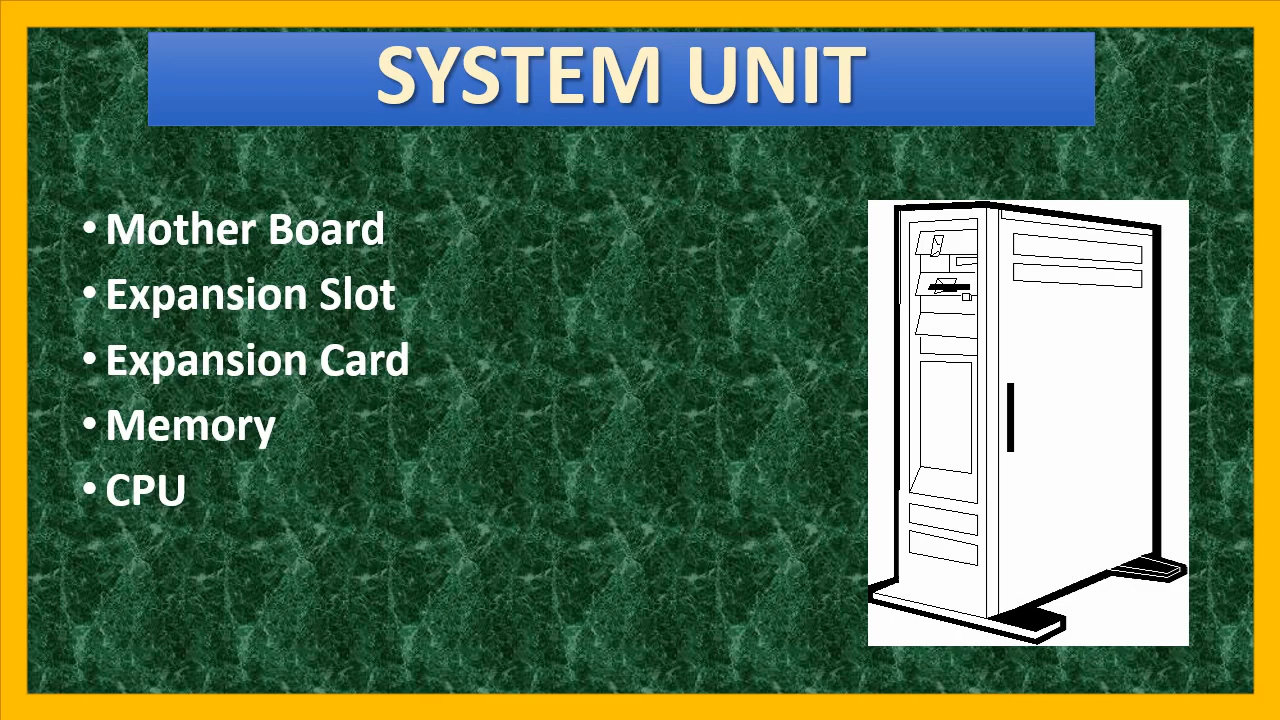 SYSTEM UNIT
• Mother Board
• Expansion Slot
• Expansion Card
• Memory
• CPU